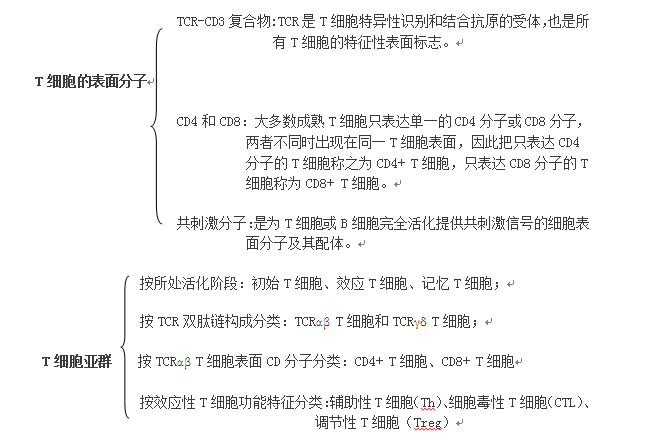 TCR-CD3 复合物:TCR 是 T 细胞特异性识别和结合抗原的受体,也是所
有 T 细胞的特征性表面标志。
T 细胞的表面分子
CD4 和 CD8: 大多数成熟 T 细胞只表达单一的 CD4 分子或 CD8 分子,
两者不同时出现在同一 T 细胞表面，因此把只表达 CD4
分子的 T 细胞称之为 CD4+ T 细胞，只表达 CD8 分子的 T
细胞称为 CD8+ T 细胞。
共刺激分子:是为 T 细胞或 B 细胞完全活化提供共刺激信号的细胞表
面分子及其配体。
按所处活化阶段: 初始 T 细胞、效应 T 细胞、记忆 T 细胞；
按 TCR 双肽链构成分类: TCRαβ T 细胞和 TCRγδ T 细胞；
T 细胞亚群
按 TCRαβ T 细胞表面 CD 分子分类: CD4+ T 细胞、CD8+ T 细胞
按效应性 T 细胞功能特征分类:辅助性 T 细胞(Th)、细胞毒性 T 细胞(CTL)、
调节性 T 细胞（Treg）